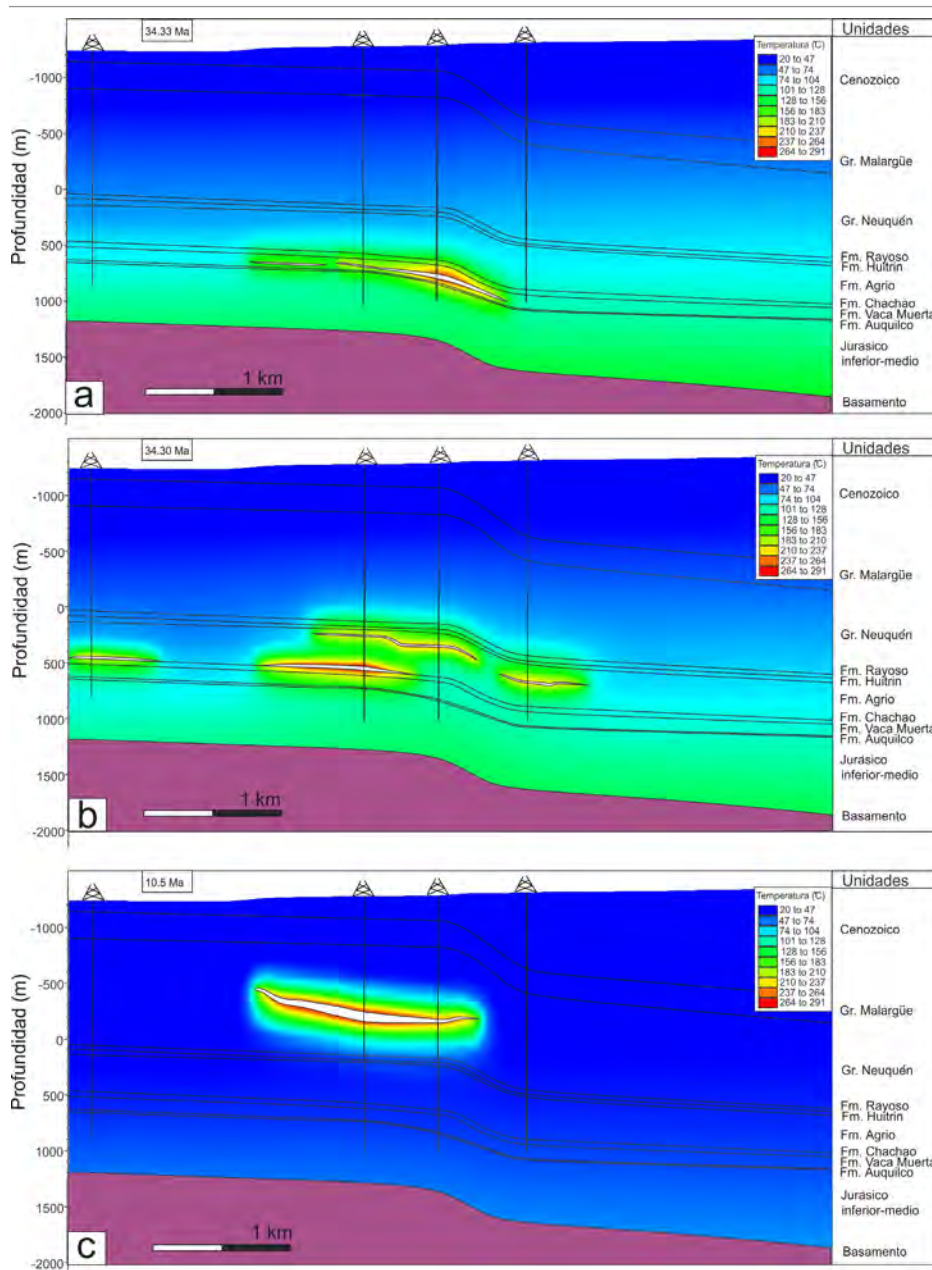 34.33 Ma
Unidades
Temperatura (°C)
20 to 47
47 to 74
74 to 104
101 to 128
128 to 156
156 to 183
183 to 210
210 to 237
237 to 264
264 to 291
Cenozoico
Gr. Malargüe
Gr. Neuquén
Fm. Rayoso
Fm. Huitrin
Fm. Agrio
Fm. Chachao
Fm. Vaca Muerta
Fm. Auquilco
Jurasico
inferior-medio
Basamento
Profundidad (m)
-1000
-500
0
500
1000
1500
-2000
a
1 km
34.30 Ma
Unidades
Temperatura (°C)
20 to 47
47 to 74
74 to 104
101 to 128
128 to 156
156 to 183
183 to 210
210 to 237
237 to 264
264 to 291
Cenozoico
Gr. Malargüe
Gr. Neuquén
Fm. Rayoso
Fm. Huitrin
Fm. Agrio
Fm. Chachao
Fm. Vaca Muerta
Fm. Auquilco
Jurásico
inferior-medio
Basamento
Profundidad (m)
-1000
-500
0
500
1000
1500
-2000
b
1 km
10.5 Ma
Unidades
Temperatura (°C)
20 to 47
47 to 74
74 to 104
101 to 128
128 to 156
156 to 183
183 to 210
210 to 237
237 to 264
264 to 291
Cenozoico
Gr. Malargüe
Gr. Neuquén
Fm. Rayoso
Fm. Huitrin
Fm. Agrio
Fm. Chachao
Fm. Vaca Muerta
Fm. Auquilco
Jurásico
inferior-medio
Basamento
Profundidad (m)
-1000
-500
0
500
1000
1500
-2000
c
1 km